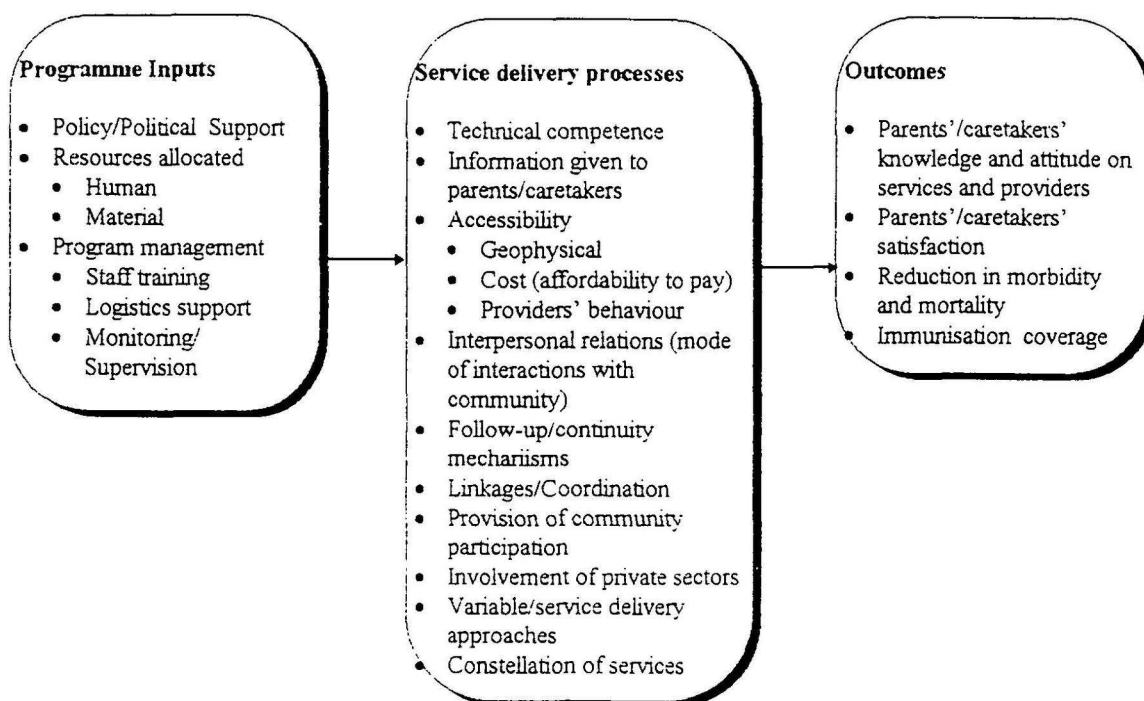 Programme Inputs
• Policy/Political Support
• Resources allocated
• Human
• Material
• Program management
• Staff training
• Logistics support
• Monitoring/
Supervision
Service delivery processes
• Technical competence
• Information given to
parents/caretakers
• Accessibility
• Geophysical
• Cost (affordability to pay)
• Providers' behaviour
• Interpersonal relations (mode
of interactions with
community)
• Follow-up/continuity
mechariisms
• Linkages/Coordination
• Provision of community
participation
• Involvement of private sectors
• Variable/service delivery
approaches
• Constellation of services
Outcomes
• Parents'/caretakers'
knowledge and attitude on
services and providers
• Parents'/caretakers'
satisfaction
• Reduction in morbidity
and mortality
• Immunisation coverage